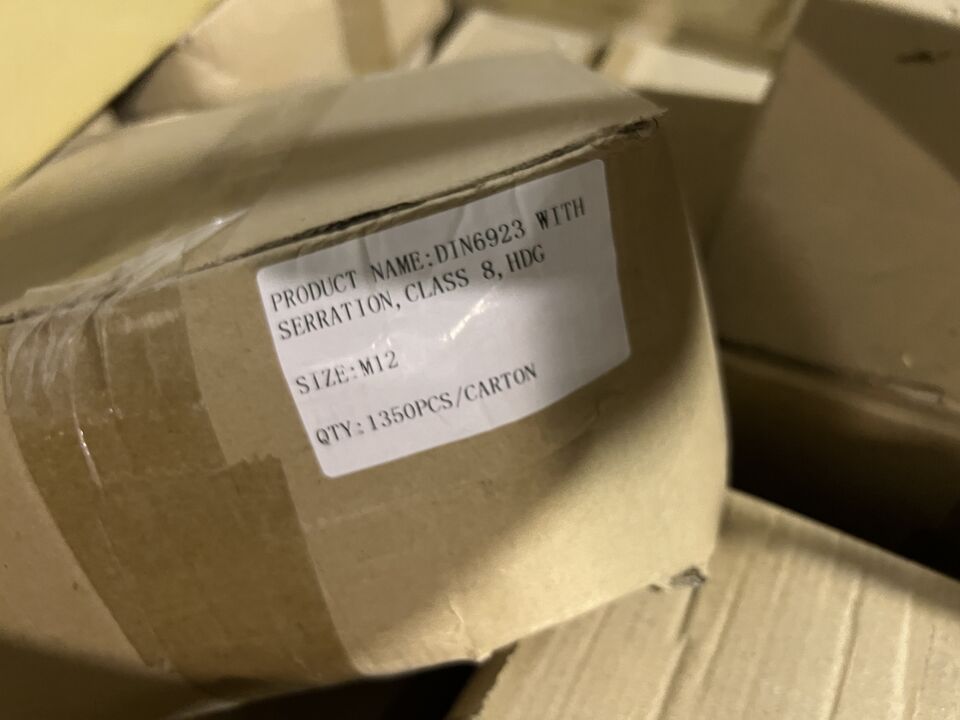 PRODUCT NAME:DIN6923 WITH
SERRATION,CLASS 8,HDG
SIZE:M12
QTY:1350PCS/CARTON